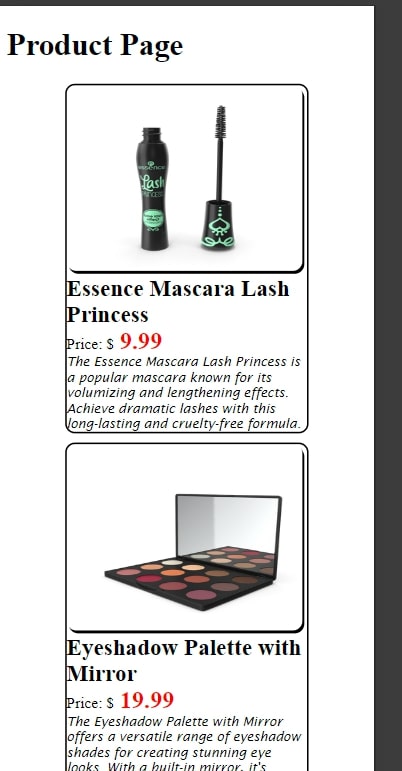 Product Page
essence
Lash
PRINCESS
Essence Mascara Lash
Princess
Price: $ 9.99
The Essence Mascara Lash Princess is
a popular mascara known for its
volumizing and lengthening effects.
Achieve dramatic lashes with this
long-lasting and cruelty-free formula.
Eyeshadow Palette with
Mirror
Price: $ 19.99
The Eyeshadow Palette with Mirror
offers a versatile range of eyeshadow
shades for creating stunning eye
looks. With a built-in mirror, it's